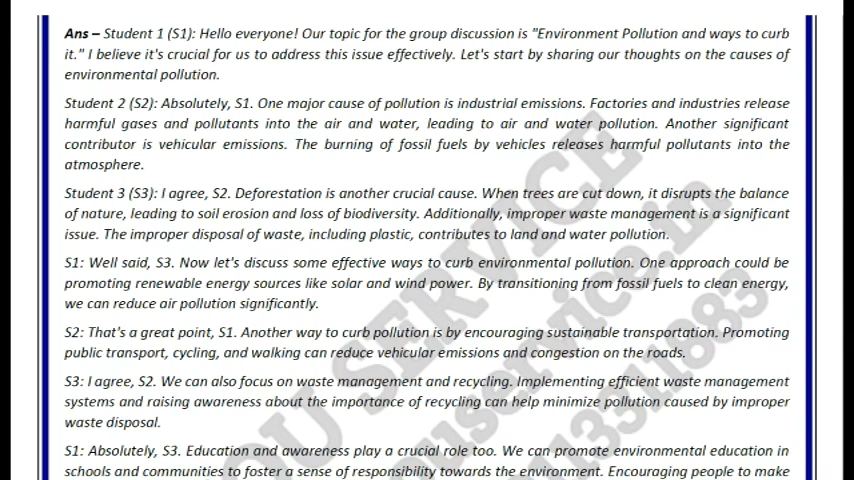 Ans – Student 1 (S1): Hello everyone! Our topic for the group discussion is "Environment Pollution and ways to curb
it." I believe it's crucial for us to address this issue effectively. Let's start by sharing our thoughts on the causes of
environmental pollution.
Student 2 (S2): Absolutely, S1. One major cause of pollution is industrial emissions. Factories and industries release
harmful gases and pollutants into the air and water, leading to air and water pollution. Another significant
contributor is vehicular emissions. The burning of fossil fuels by vehicles releases harmful pollutants into the
atmosphere.
Student 3 (S3): I agree, S2. Deforestation is another crucial cause. When trees are cut down, it disrupts the balance
of nature, leading to soil erosion and loss of biodiversity. Additionally, improper waste management is a significant
issue. The improper disposal of waste, including plastic, contributes to land and water pollution.
S1: Well said, S3. Now let's discuss some effective ways to curb environmental pollution. One approach could be
promoting renewable energy sources like solar and wind power. By transitioning from fossil fuels to clean energy,
we can reduce air pollution significantly.
S2: That's a great point, S1. Another way to curb pollution is by encouraging sustainable transportation. Promoting
public transport, cycling, and walking can reduce vehicular emissions and congestion on the roads.
S3: I agree, S2. We can also focus on waste management and recycling. Implementing efficient waste management
systems and raising awareness about the importance of recycling can help minimize pollution caused by improper
waste disposal.
S1: Absolutely, S3. Education and awareness play a crucial role too. We can promote environmental education in
schools and communities to foster a sense of responsibility towards the environment. Encouraging people to make
OU SERVICE